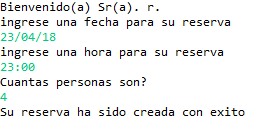 Bienvenido(a) Sr(a). r.
ingrese una fecha para su reserva
23/04/18
ingrese una hora para su reserva
23:00
Cuantas personas son?
4
Su reserva ha sido creada con exito